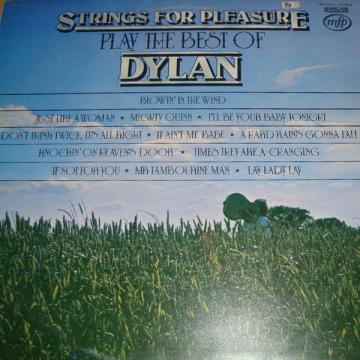 STRINGS FOR PLEASURE
mfp
PLAY THE BEST OF
DYLAN
BLOWIN' IN THE WIND
JUST LIKE A WOMAN • MIGHTY QUINN • I'LL BE YOUR BABY TONIGHT
DON'T THINK TWICE, IT'S ALL RIGHT • IT AIN'T ME BABE • A HARD RAIN'S GONNA FALL
KNOCKIN' ON HEAVEN'S DOOR • TIMES THEY ARE A-CHANGING
IF NOT FOR YOU • MR TAMBOURINE MAN • LAY LADY LAY